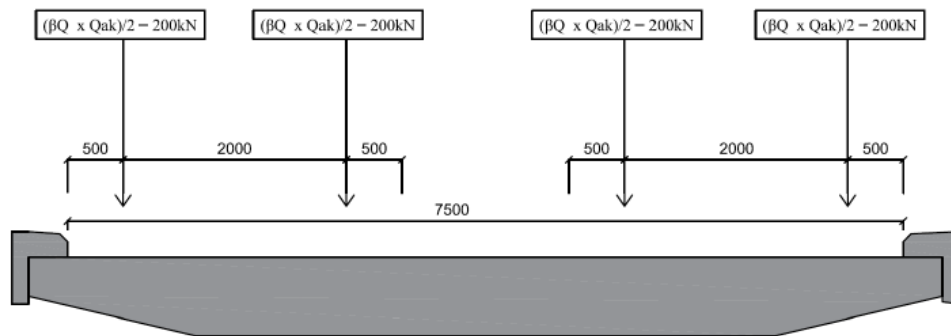 (βQ x Qak)/2 = 200kN (βQ x Qak)/2 = 200kN (βQ x Qak)/2 = 200kN (βQ x Qak)/2 = 200kN
500 2000 500 500 2000 500
7500